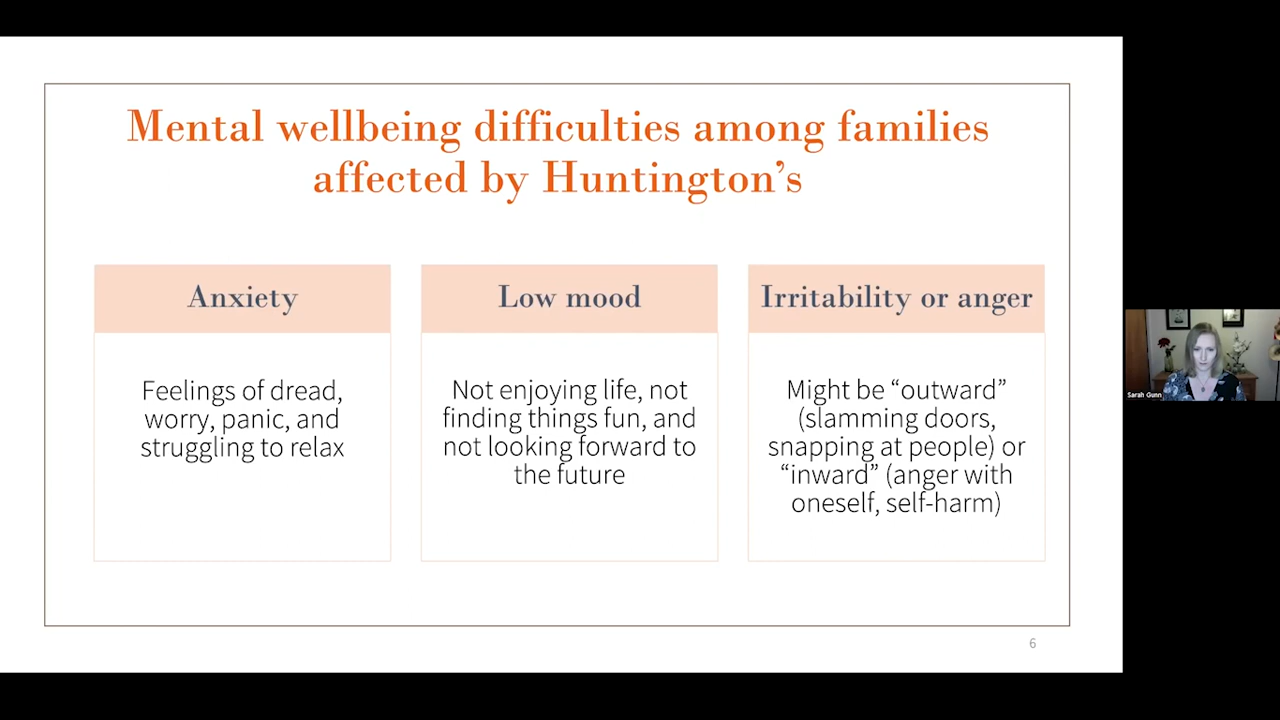 Mental wellbeing difficulties among families
affected by Huntington’s
Anxiety
Feelings of dread,
worry, panic, and
struggling to relax
Low mood
Not enjoying life, not
finding things fun, and
not looking forward to
the future
Irritability or anger
Might be “outward”
(slamming doors,
snapping at people) or
“inward” (anger with
oneself, self-harm)
6
Sarah Gunn